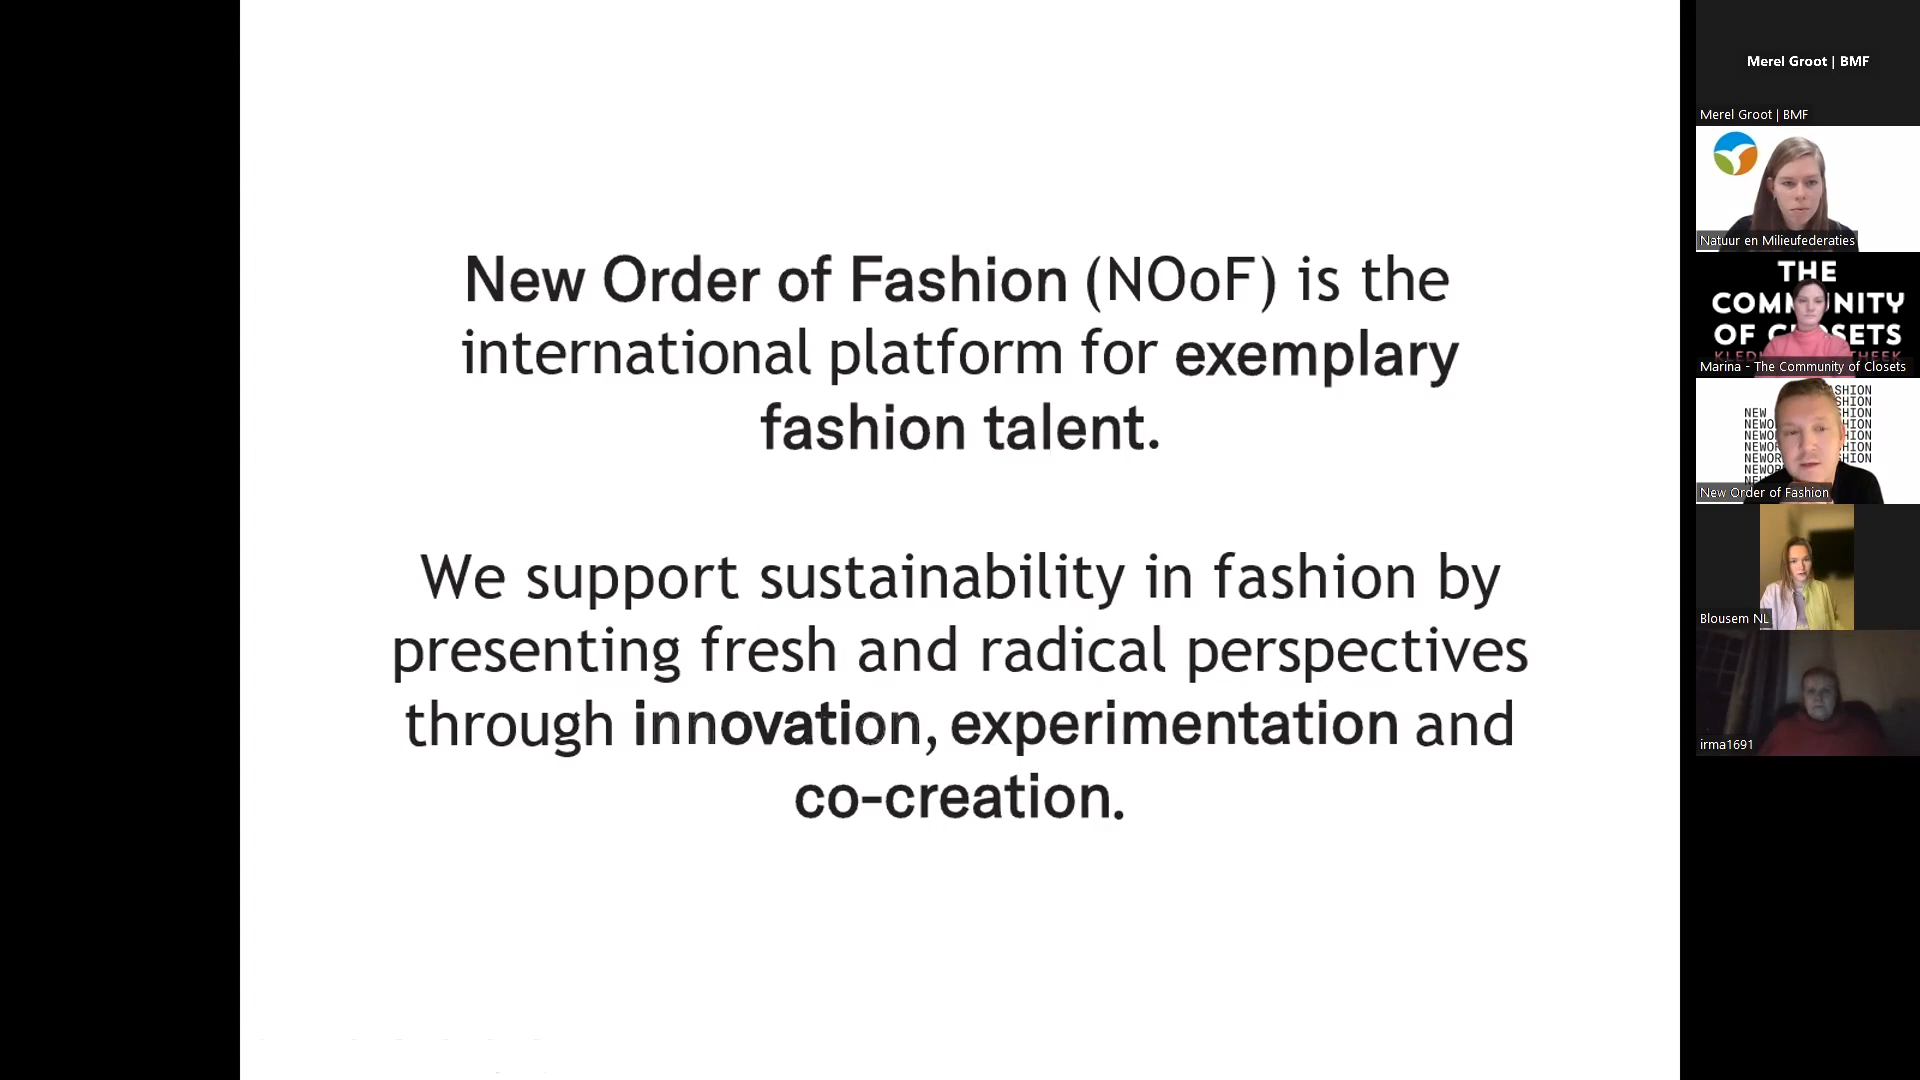 New Order of Fashion (NOoF) is the
international platform for exemplary
fashion talent.
We support sustainability in fashion by
presenting fresh and radical perspectives
through innovation, experimentation and
co-creation.
Merel Groot | BMF
Merel Groot | BMF
Natuur en Milieufederaties
THE
COMMUNITY
OF CLOSETS
Marina - The Community of Closets
New Order of Fashion
Blousem NL
irma1691